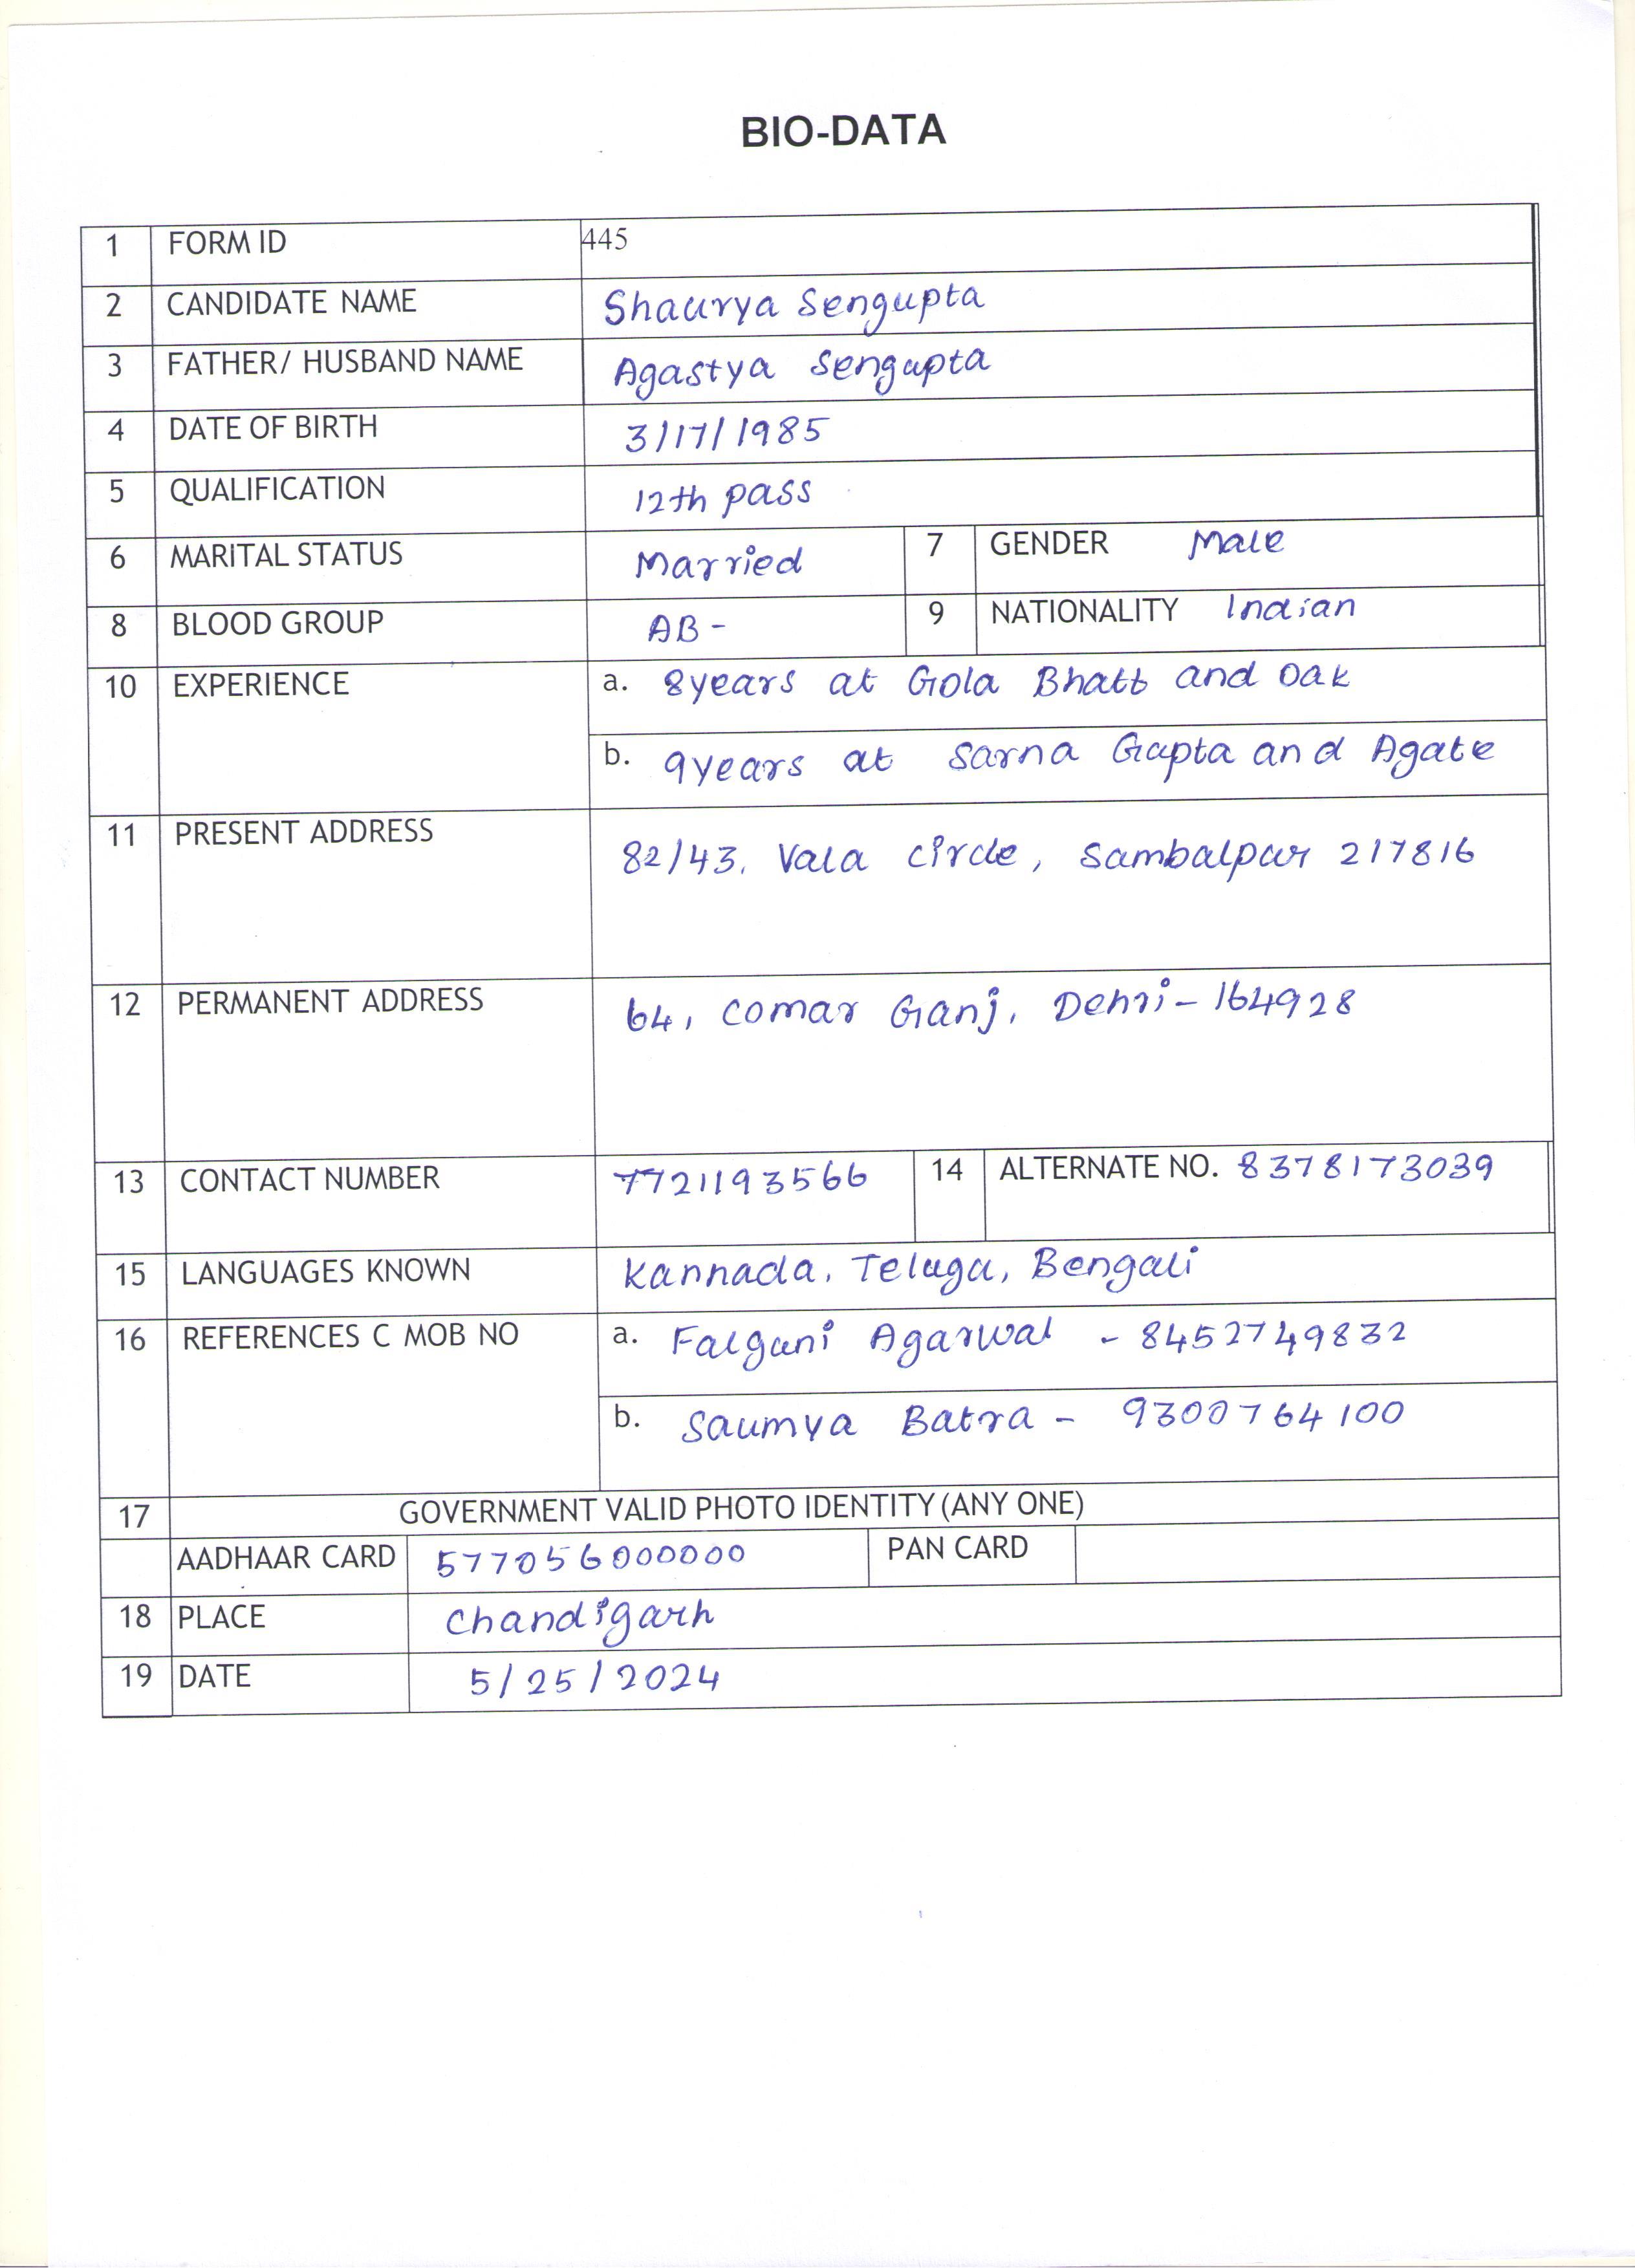 BIO-DATA
1 FORM ID 445
2 CANDIDATE NAME Shaurya Sengupta
3 FATHER/ HUSBAND NAME Agastya Sengupta
4 DATE OF BIRTH 3/17/1985
5 QUALIFICATION 12th pass
6 MARITAL STATUS Married 7 GENDER Male
8 BLOOD GROUP AB - 9 NATIONALITY Indian
10 EXPERIENCE a. 8years at Gola Bhatt and Oak
b. 9years at Sarna Gupta and Agate
11 PRESENT ADDRESS 82/43, Vala circle, Sambalpur 217816
12 PERMANENT ADDRESS 64, Comar Ganj, Dehri - 164928
13 CONTACT NUMBER 7721193566 14 ALTERNATE NO. 8378173039
15 LANGUAGES KNOWN Kannada, Telugu, Bengali
16 REFERENCES C MOB NO a. Falguni Agarwal - 8452749832
b. Saumya Batra - 9300764100
17 GOVERNMENT VALID PHOTO IDENTITY (ANY ONE)
AADHAAR CARD 577056000000 PAN CARD
18 PLACE Chandigarh
19 DATE 5/25/2024